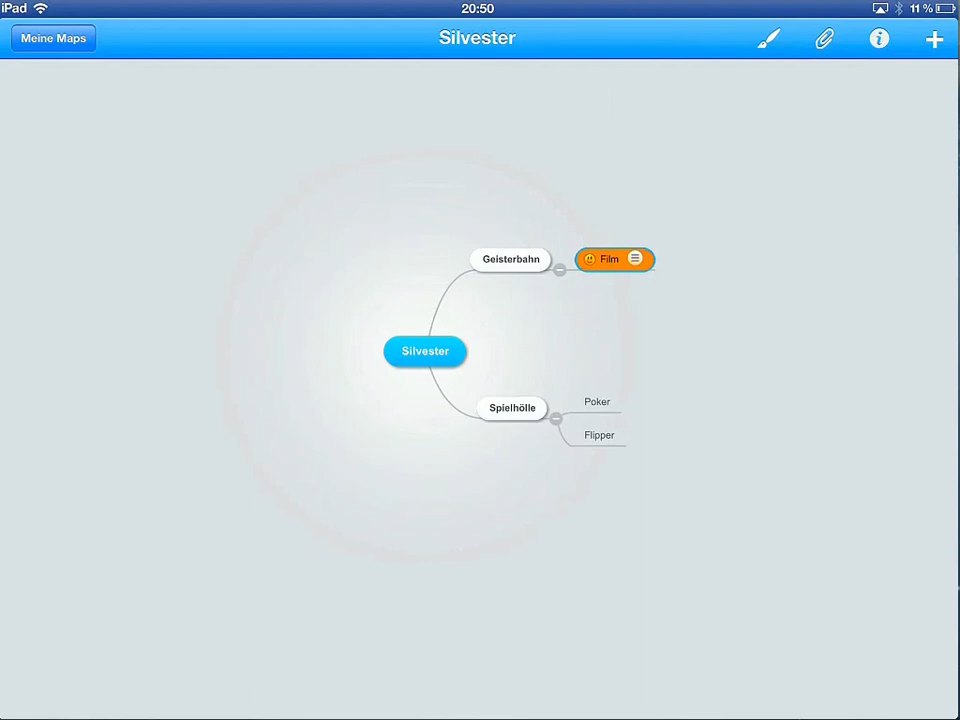 iPad 20:50 11 %
Meine Maps Silvester
Geisterbahn Film
Silvester
Spielhölle
Poker
Flipper